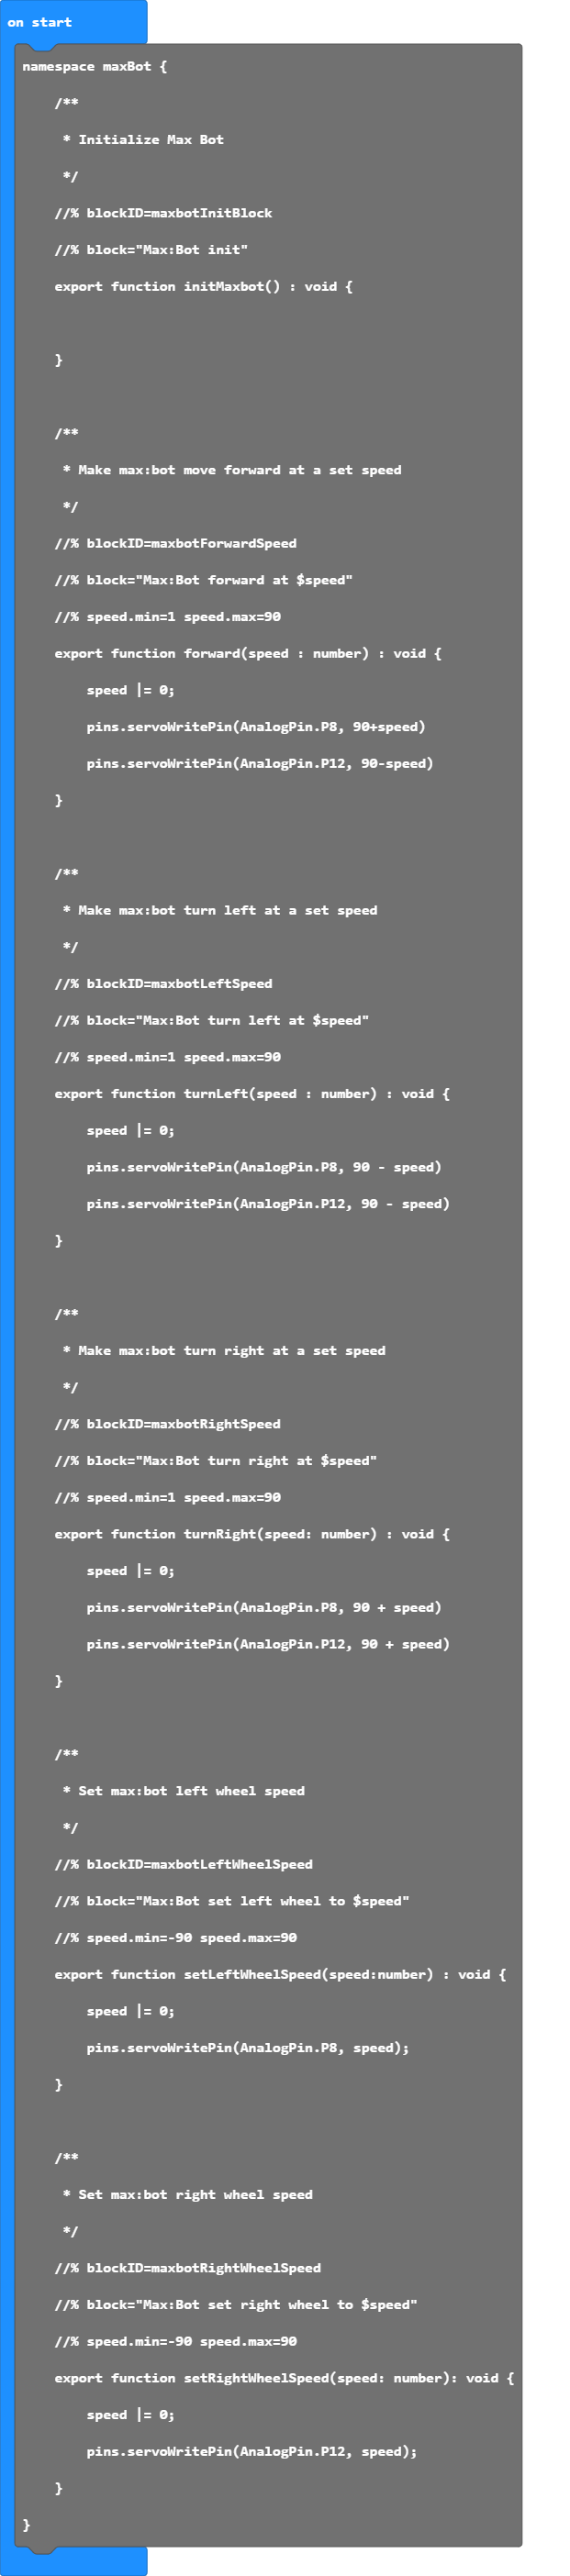 on start
namespace maxBot {
/**
* Initialize Max Bot
*/
//% blockID=maxbotInitBlock
//% block="Max:Bot init"
export function initMaxbot() : void {
}
/**
* Make max:bot move forward at a set speed
*/
//% blockID=maxbotForwardSpeed
//% block="Max:Bot forward at $speed"
//% speed.min=1 speed.max=90
export function forward(speed : number) : void {
speed |= 0;
pins.servoWritePin(AnalogPin.P8, 90+speed)
pins.servoWritePin(AnalogPin.P12, 90-speed)
}
/**
* Make max:bot turn left at a set speed
*/
//% blockID=maxbotLeftSpeed
//% block="Max:Bot turn left at $speed"
//% speed.min=1 speed.max=90
export function turnLeft(speed : number) : void {
speed |= 0;
pins.servoWritePin(AnalogPin.P8, 90 - speed)
pins.servoWritePin(AnalogPin.P12, 90 - speed)
}
/**
* Make max:bot turn right at a set speed
*/
//% blockID=maxbotRightSpeed
//% block="Max:Bot turn right at $speed"
//% speed.min=1 speed.max=90
export function turnRight(speed: number) : void {
speed |= 0;
pins.servoWritePin(AnalogPin.P8, 90 + speed)
pins.servoWritePin(AnalogPin.P12, 90 + speed)
}
/**
* Set max:bot left wheel speed
*/
//% blockID=maxbotLeftWheelSpeed
//% block="Max:Bot set left wheel to $speed"
//% speed.min=-90 speed.max=90
export function setLeftWheelSpeed(speed:number) : void {
speed |= 0;
pins.servoWritePin(AnalogPin.P8, speed);
}
/**
* Set max:bot right wheel speed
*/
//% blockID=maxbotRightWheelSpeed
//% block="Max:Bot set right wheel to $speed"
//% speed.min=-90 speed.max=90
export function setRightWheelSpeed(speed: number): void {
speed |= 0;
pins.servoWritePin(AnalogPin.P12, speed);
}
}